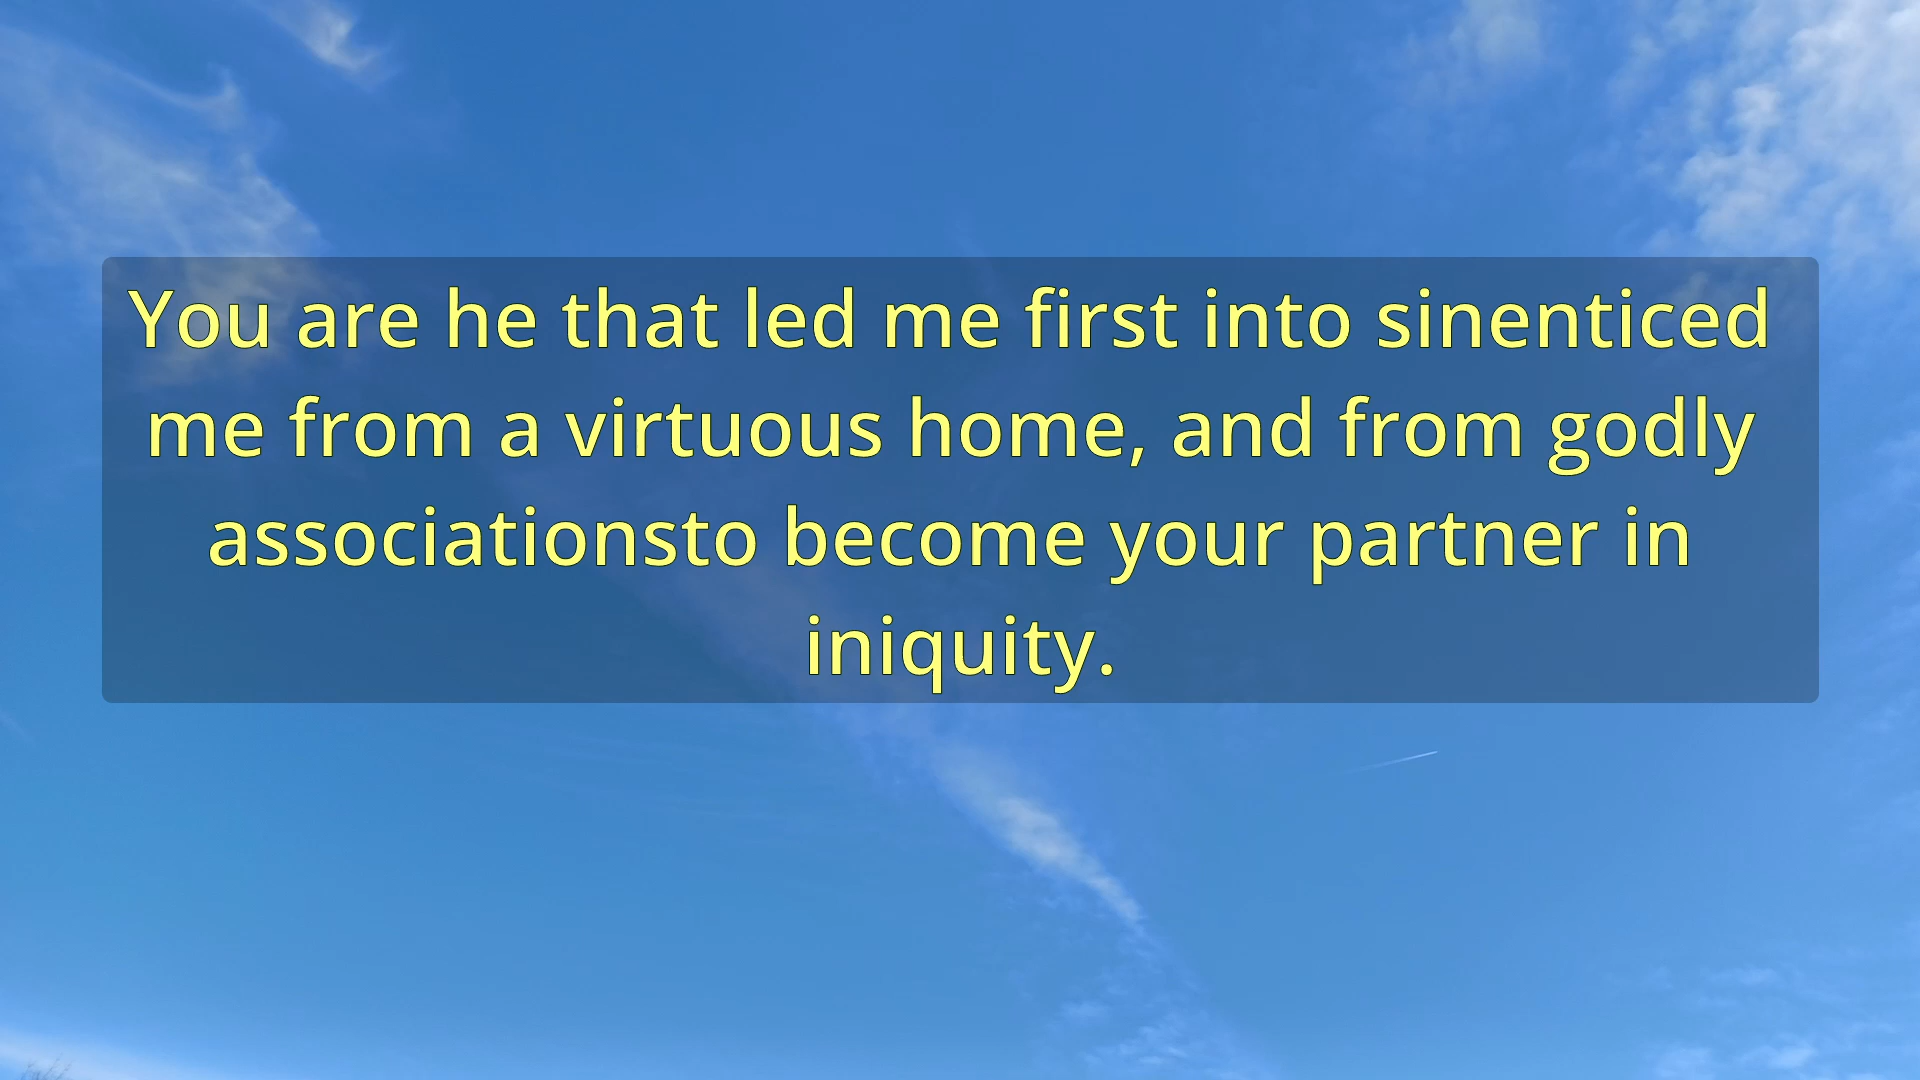 You are he that led me first into sinenticed
me from a virtuous home, and from godly
associationsto become your partner in
iniquity.